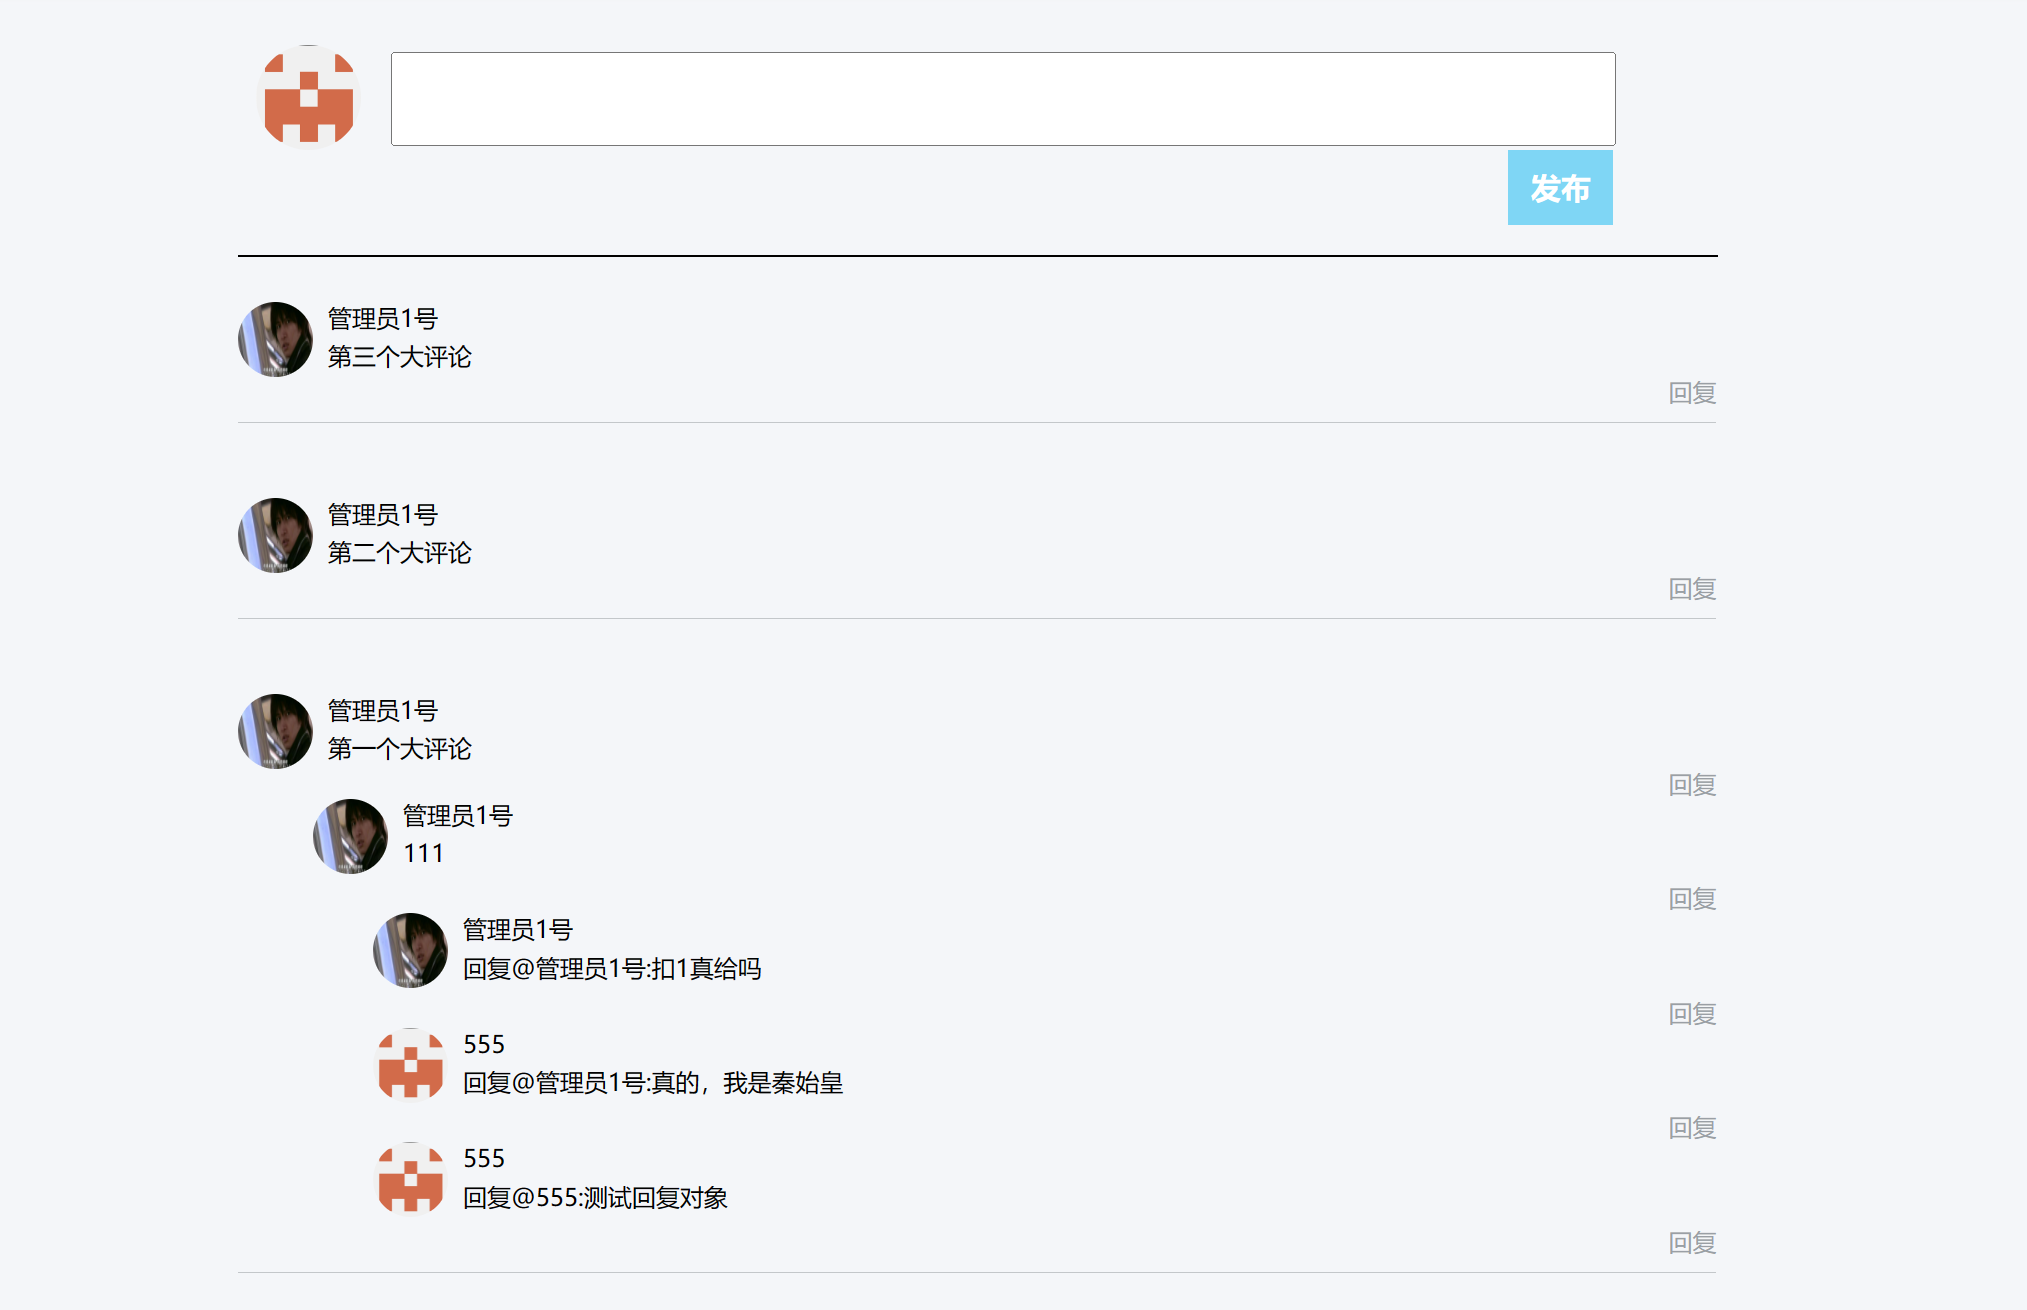 发布
管理员1号
第三个大评论
回复
管理员1号
第二个大评论
回复
管理员1号
第一个大评论
回复
管理员1号
111
回复
管理员1号
回复@管理员1号:扣1真给吗
回复
555
回复@管理员1号:真的，我是秦始皇
回复
555
回复@555:测试回复对象
回复